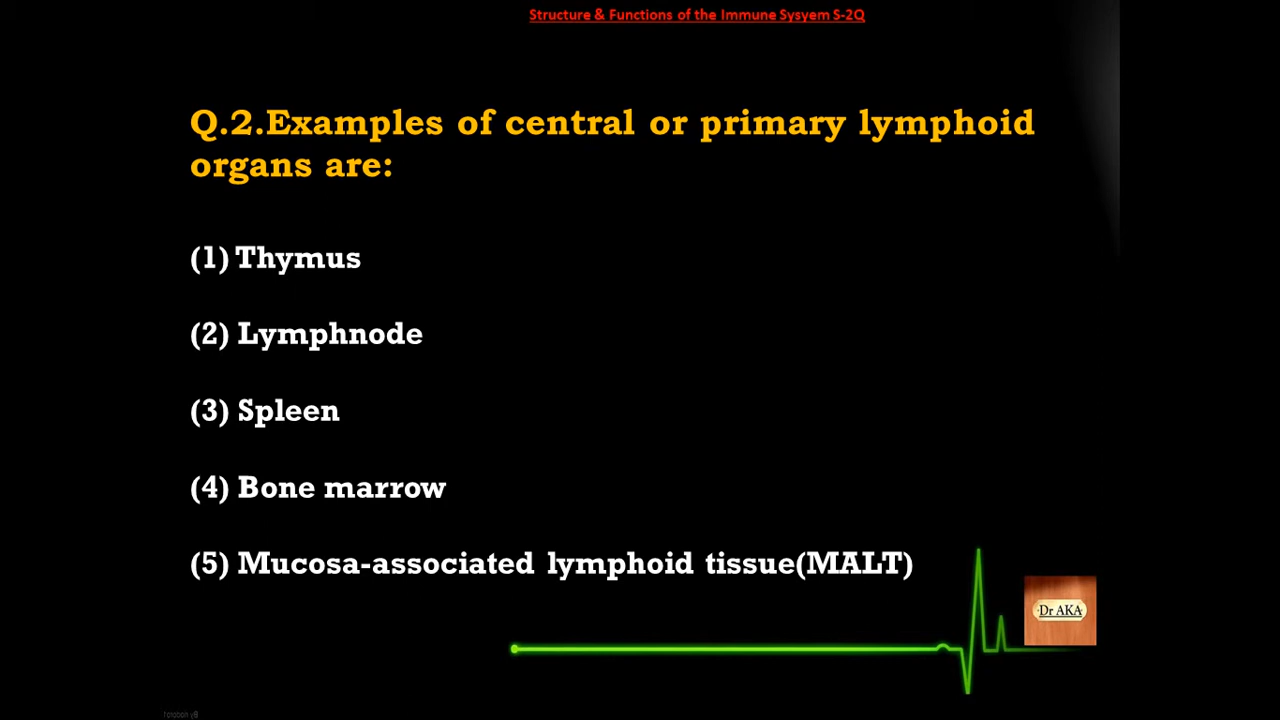 Structure & Functions of the Immune Sysyem S-2Q
Q.2.Examples of central or primary lymphoid
organs are:
(1) Thymus
(2) Lymphnode
(3) Spleen
(4) Bone marrow
(5) Mucosa-associated lymphoid tissue(MALT)
Dr AKA